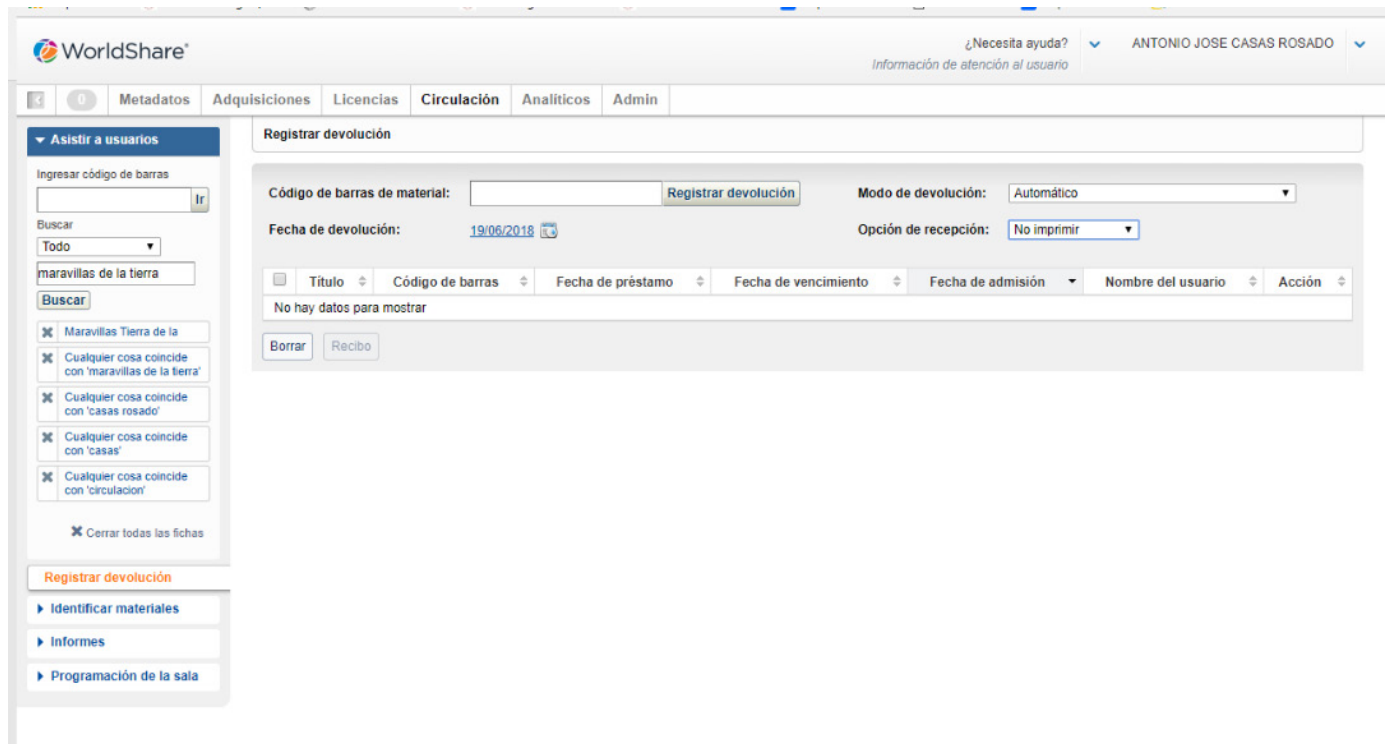 WorldShare®
¿Necesita ayuda?
ANTONIO JOSE CASAS ROSADO
Información de atención al usuario
0 Metadatos Adquisiciones Licencias Circulación Analíticos Admin
Asistir a usuarios
Ingresar código de barras
Ir
Buscar
Todo
maravillas de la tierra
Buscar
Maravillas Tierra de la
Cualquier cosa coincide
con 'maravillas de la tierra'
Cualquier cosa coincide
con 'casas rosado'
Cualquier cosa coincide
con 'casas'
Cualquier cosa coincide
con 'circulacion'
Cerrar todas las fichas
Registrar devolución
Identificar materiales
Informes
Programación de la sala
Registrar devolución
Código de barras de material: Registrar devolución Modo de devolución: Automático
Fecha de devolución: 19/06/2018 Opción de recepción: No imprimir
Título Código de barras Fecha de préstamo Fecha de vencimiento Fecha de admisión Nombre del usuario Acción
No hay datos para mostrar
Borrar Recibo